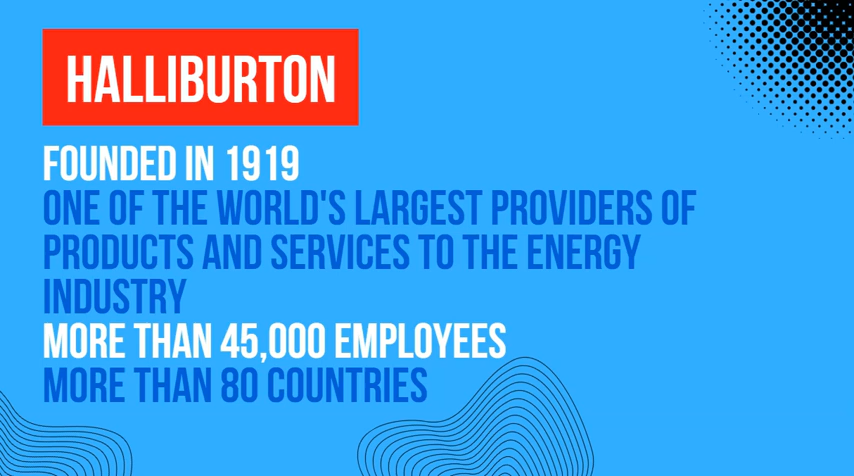 HALLIBURTON
FOUNDED IN 1919
ONE OF THE WORLD'S LARGEST PROVIDERS OF
PRODUCTS AND SERVICES TO THE ENERGY
INDUSTRY
MORE THAN 45,000 EMPLOYEES
MORE THAN 80 COUNTRIES